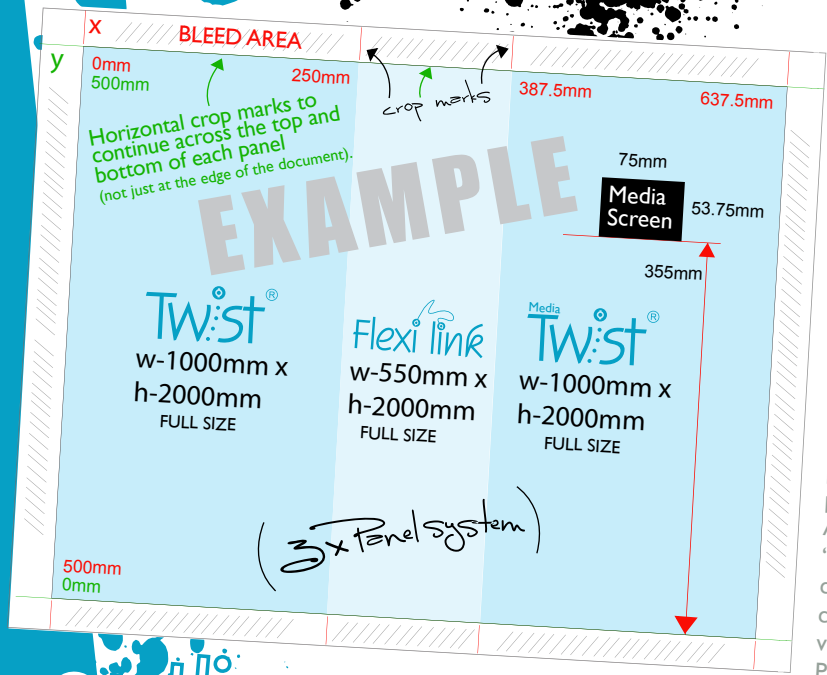 x
BLEED AREA
y
0mm
500mm
250mm
387.5mm
637.5mm
crop marks
Horizontal crop marks to
continue across the top and
bottom of each panel
(not just at the edge of the document).
EXAMPLE
75mm
Media
Screen
53.75mm
355mm
Twist®
w-1000mm x
h-2000mm
FULL SIZE
Flexi link
w-550mm x
h-2000mm
FULL SIZE
Media
Twist®
w-1000mm x
h-2000mm
FULL SIZE
(3x Panel system)
500mm
0mm